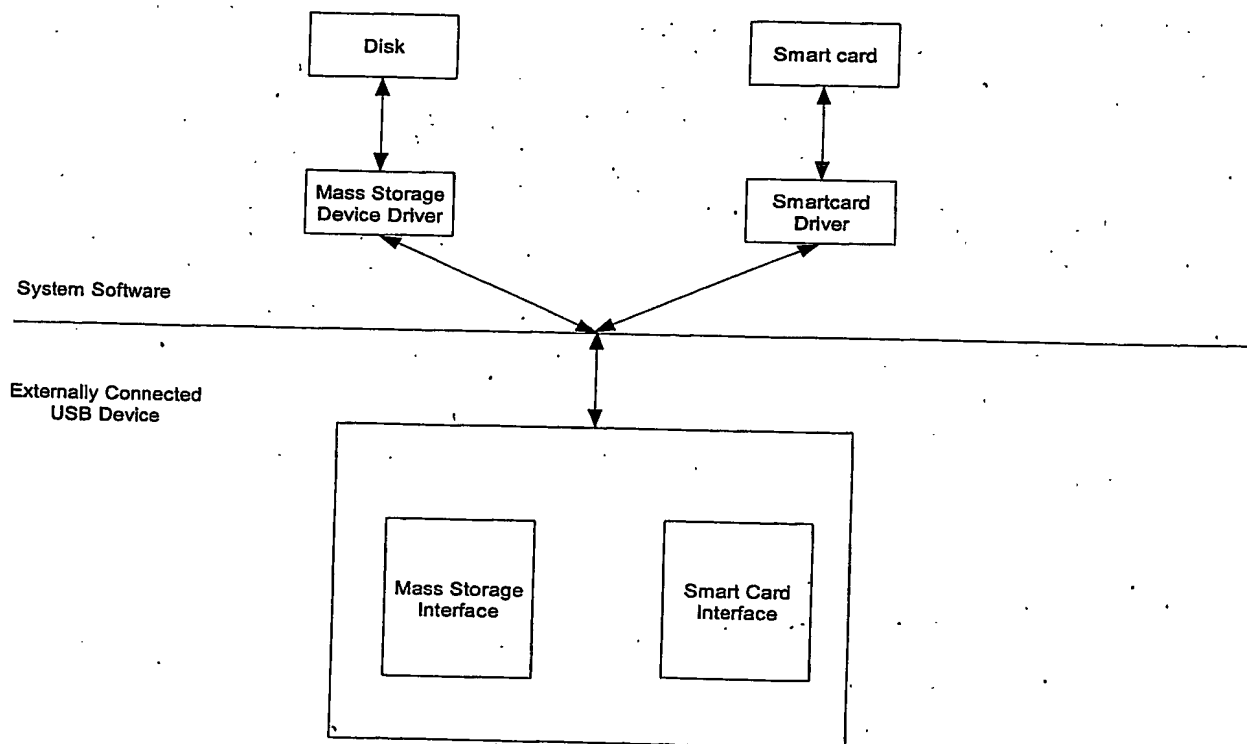 Disk
Smart card
Mass Storage
Device Driver
Smartcard
Driver
System Software
Externally Connected
USB Device
Mass Storage
Interface
Smart Card
Interface